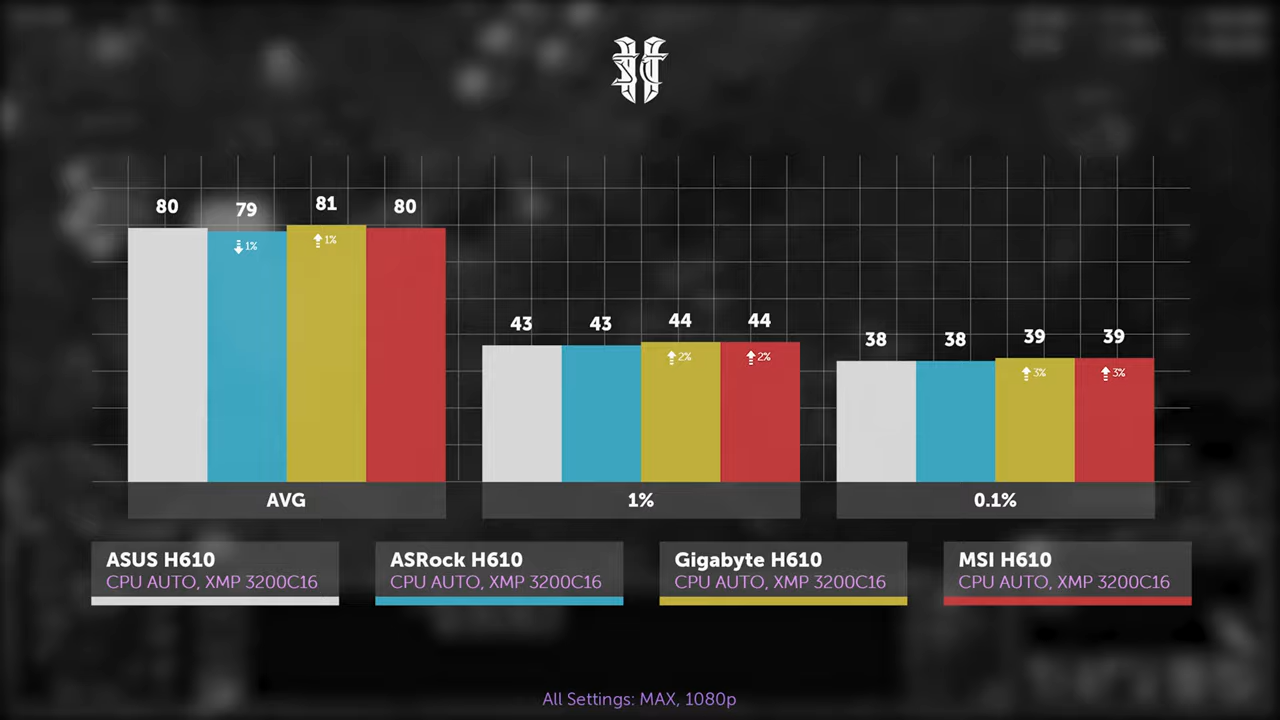 80
79
81
80
1%
1%
43
43
44
44
2%
2%
38
38
39
39
3%
3%
AVG
1%
0.1%
ASUS H610
CPU AUTO, XMP 3200C16
ASRock H610
CPU AUTO, XMP 3200C16
Gigabyte H610
CPU AUTO, XMP 3200C16
MSI H610
CPU AUTO, XMP 3200C16
All Settings: MAX, 1080p